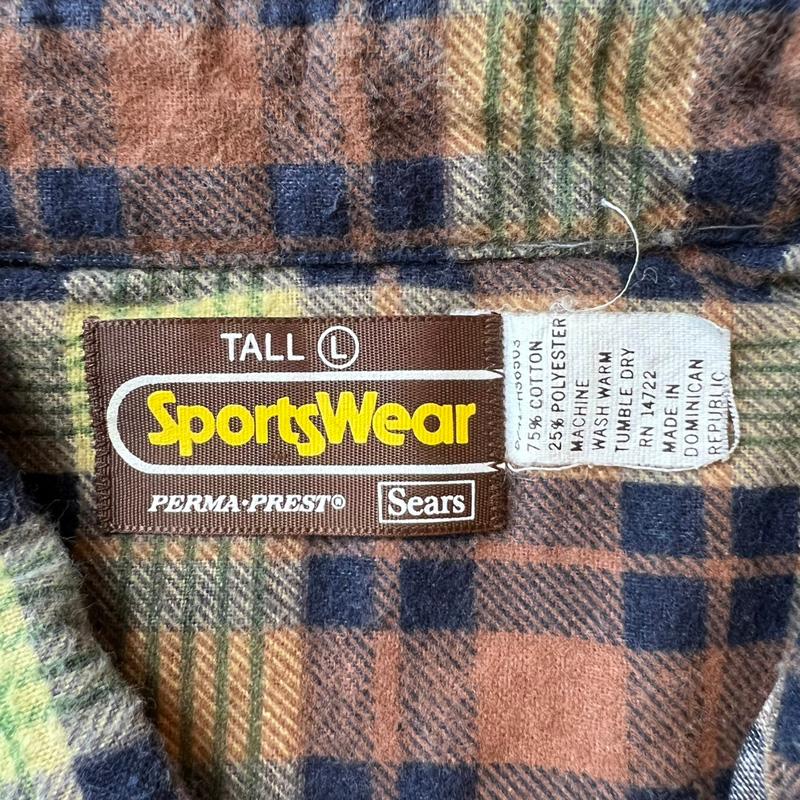 TALL L
SportsWear
PERMA·PREST®
Sears
75% COTTON
25% POLYESTER
MACHINE
WASH WARM
TUMBLE DRY
RN 14722
MADE IN
DOMINICAN
REPUBLIC